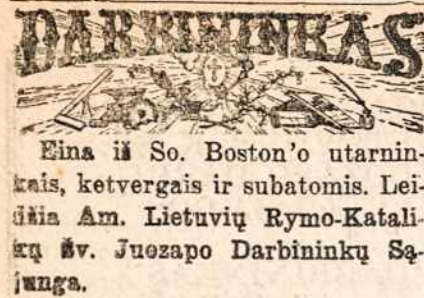 DARBININKAS
Eina iš So. Boston'o utarnin-
kais, ketvergais ir subatomis. Lei-
džia Am. Lietuvių Rymo-Katali-
kų šv. Juozapo Darbininkų Są-
junga.